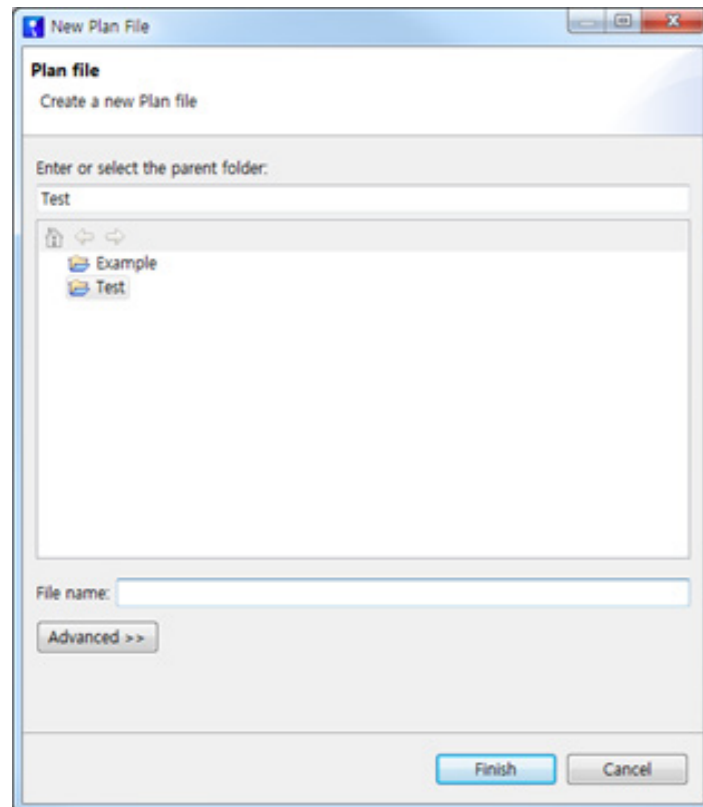 New Plan File
Plan file
Create a new Plan file
Enter or select the parent folder:
Test
Example
Test
File name:
Advanced >>
Finish
Cancel